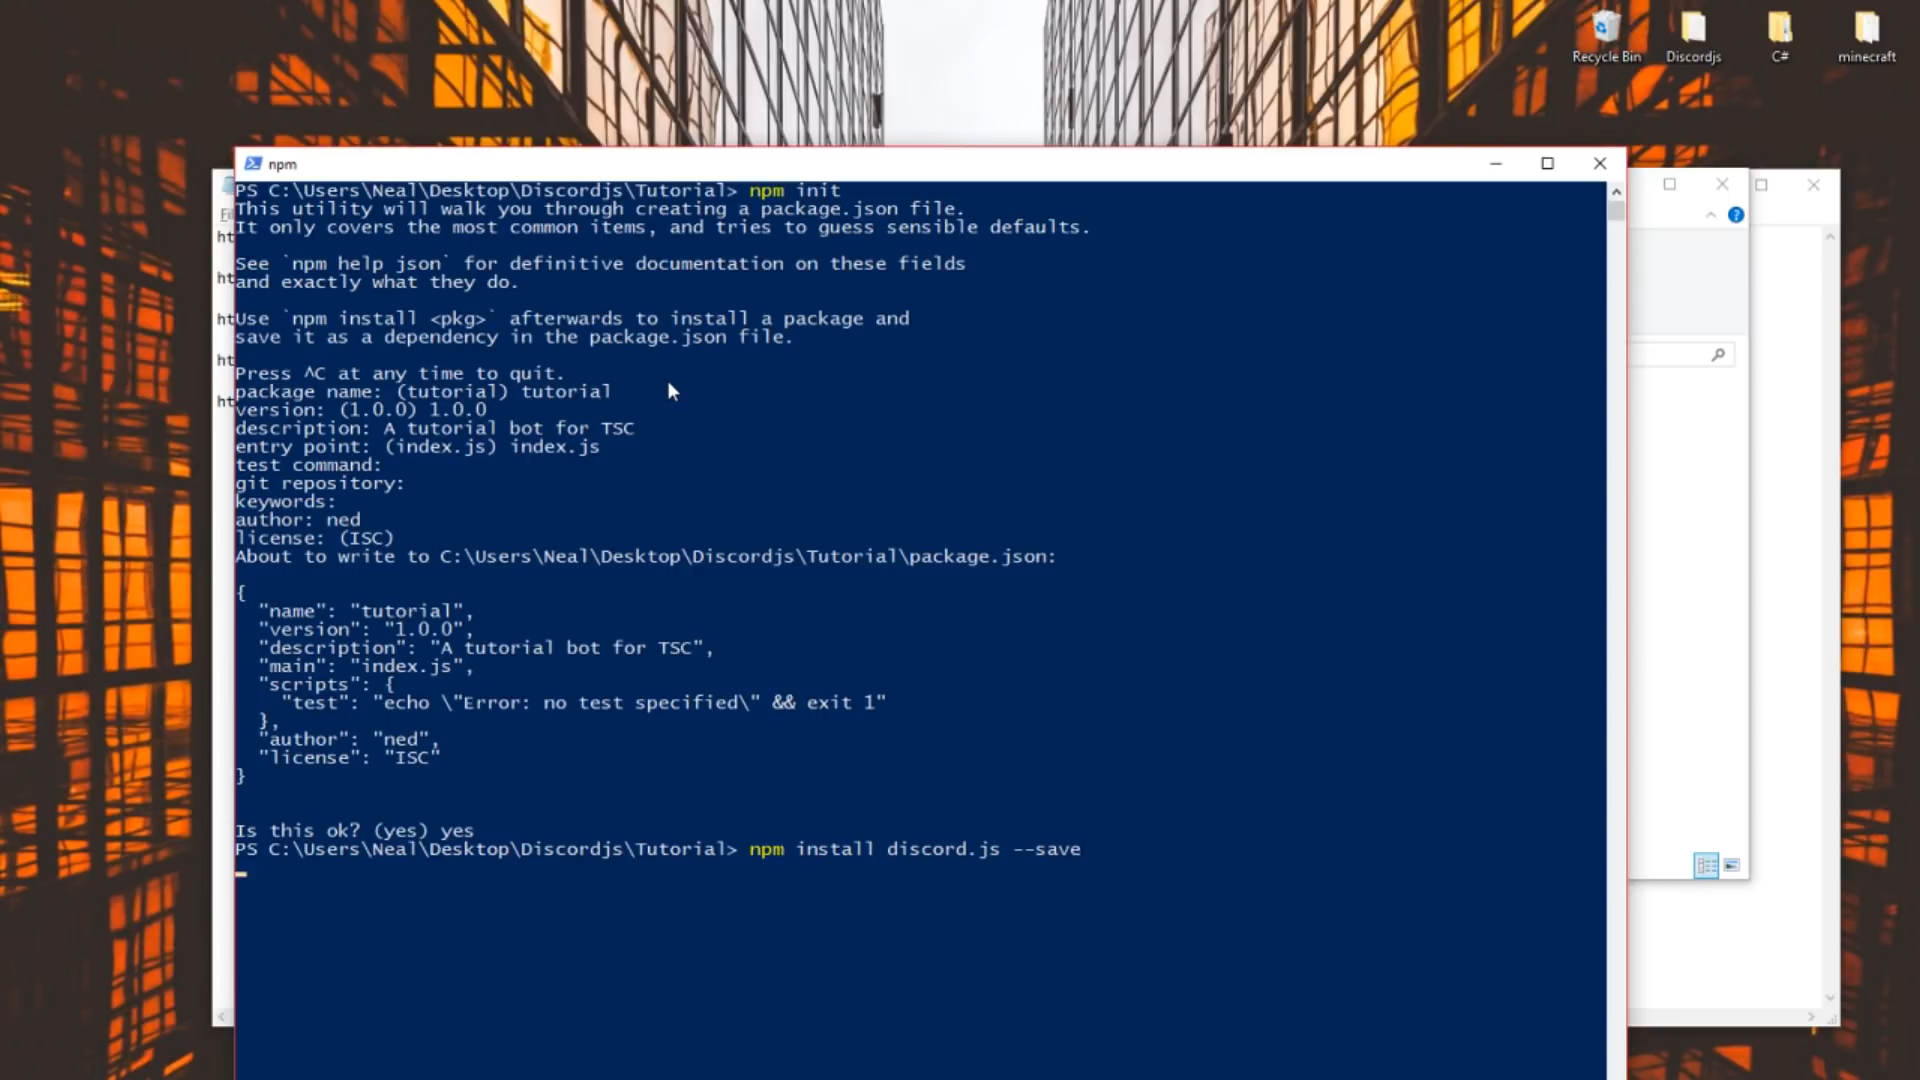 Recycle Bin
Discordjs
C#
minecraft
npm
PS C:\Users\Neal\Desktop\Discordjs\Tutorial> npm init
This utility will walk you through creating a package.json file.
It only covers the most common items, and tries to guess sensible defaults.
See `npm help json` for definitive documentation on these fields
and exactly what they do.
Use `npm install <pkg>` afterwards to install a package and
save it as a dependency in the package.json file.
Press ^C at any time to quit.
package name: (tutorial) tutorial
version: (1.0.0) 1.0.0
description: A tutorial bot for TSC
entry point: (index.js) index.js
test command:
git repository:
keywords:
author: ned
license: (ISC)
About to write to C:\Users\Neal\Desktop\Discordjs\Tutorial\package.json:
{
"name": "tutorial",
"version": "1.0.0",
"description": "A tutorial bot for TSC",
"main": "index.js",
"scripts": {
"test": "echo \"Error: no test specified\" && exit 1"
},
"author": "ned",
"license": "ISC"
}
Is this ok? (yes) yes
PS C:\Users\Neal\Desktop\Discordjs\Tutorial> npm install discord.js --save
ht
ht
ht
ht
ht